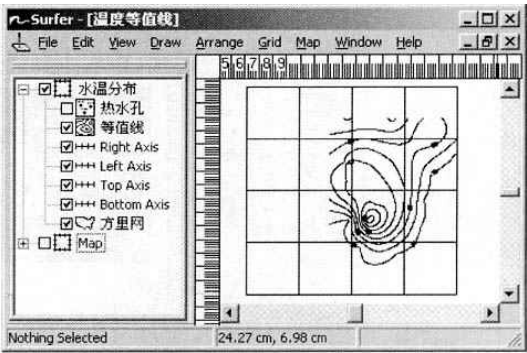 Surfer - [温度等值线]
File Edit View Draw Arrange Grid Map Window Help
5 6 7 8 9
水温分布
热水孔
等值线
Right Axis
Left Axis
Top Axis
Bottom Axis
方里网
Map
Nothing Selected 24.27 cm, 6.98 cm